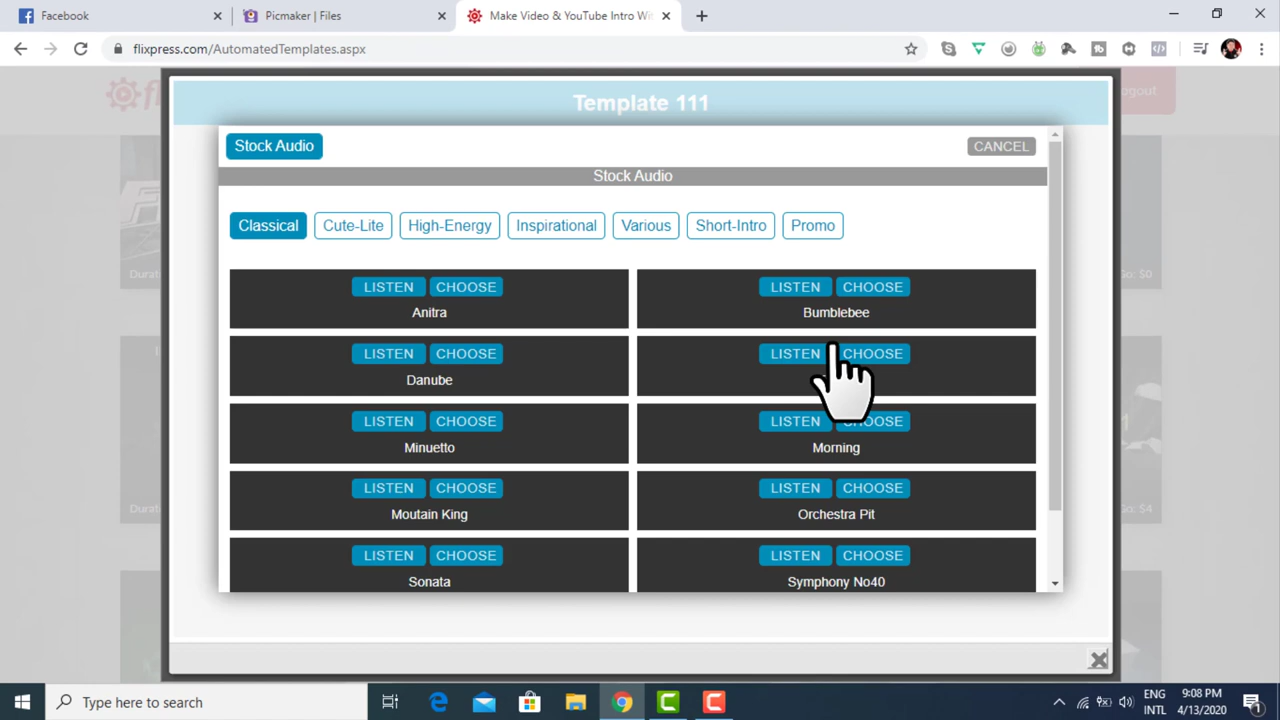 Facebook
Picmaker | Files
Make Video & YouTube Intro Wit
flixpress.com/AutomatedTemplates.aspx
Template 111
Stock Audio
CANCEL
Stock Audio
Classical
Cute-Lite
High-Energy
Inspirational
Various
Short-Intro
Promo
LISTEN CHOOSE
Anitra
LISTEN CHOOSE
Bumblebee
LISTEN CHOOSE
Danube
LISTEN CHOOSE
LISTEN CHOOSE
Minuetto
LISTEN CHOOSE
Morning
LISTEN CHOOSE
Moutain King
LISTEN CHOOSE
Orchestra Pit
LISTEN CHOOSE
Sonata
LISTEN CHOOSE
Symphony No40
Type here to search
ENG
INTL
9:08 PM
4/13/2020